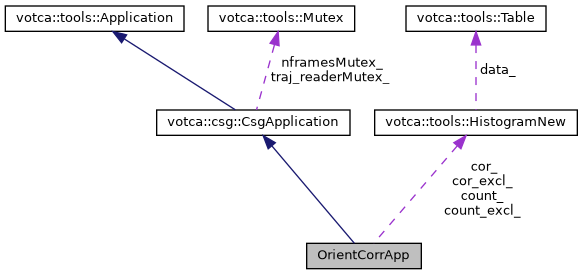 votca::tools::Application
votca::tools::Mutex
votca::tools::Table
nframesMutex_
traj_readerMutex_
data_
votca::csg::CsgApplication
votca::tools::HistogramNew
cor_
cor_excl_
count_
count_excl_
OrientCorrApp